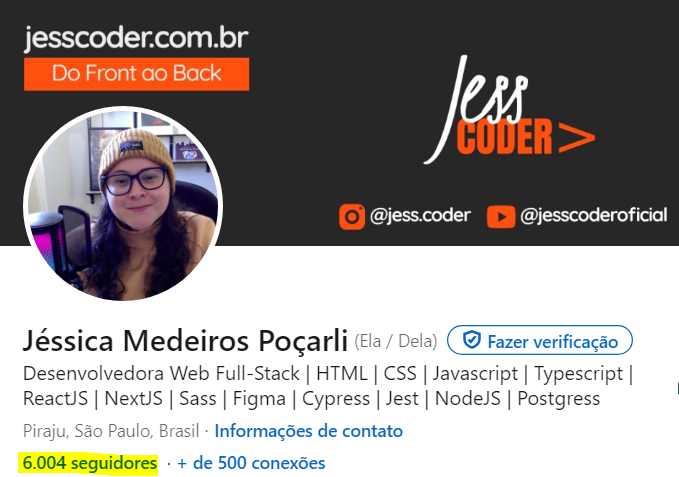 jesscoder.com.br
Do Front ao Back
Jess
CODER >
@jess.coder
@jesscoderoficial
Jéssica Medeiros Poçarli (Ela / Dela) Fazer verificação
Desenvolvedora Web Full-Stack | HTML | CSS | Javascript | Typescript |
ReactJS | NextJS | Sass | Figma | Cypress | Jest | NodeJS | Postgress
Piraju, São Paulo, Brasil · Informações de contato
6.004 seguidores · + de 500 conexões